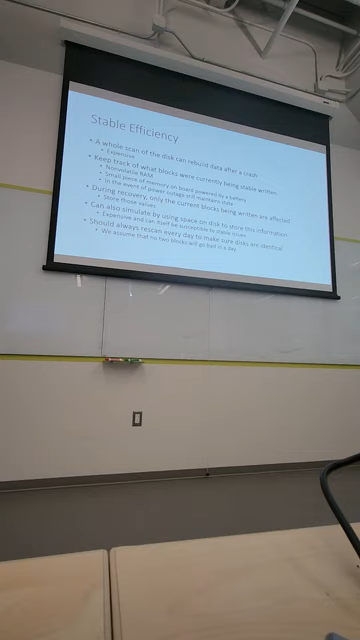 Stable Efficiency
• A whole scan of the disk can rebuild data after a crash
• Expensive
• Keep track of what blocks were currently being stable written
• Nonvolatile RAM
• Small piece of memory on board powered by a battery
• In the event of power outage still maintains state
• During recovery, only the current blocks being written are affected
• Store those values
• Can also simulate by using space on disk to store this information
• Expensive and can itself be susceptible to stable issues
• Should always rescan every day to make cure disks are identical
• We assume that no two blocks will go bad in a day